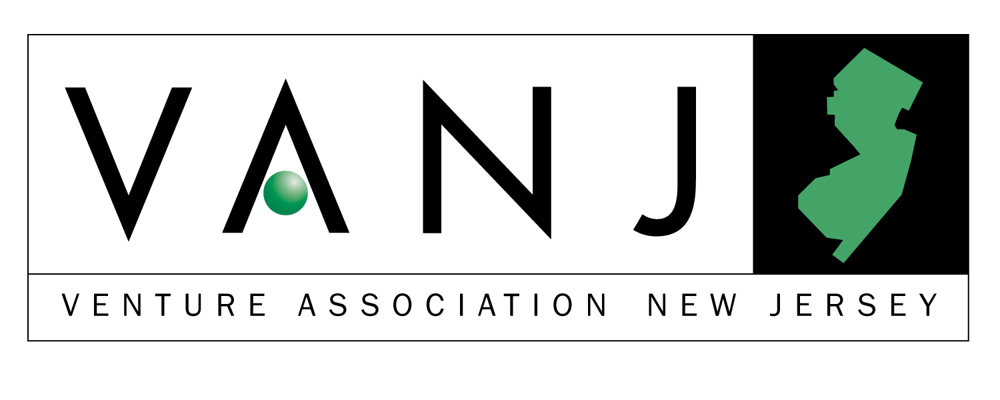 VANJ
VENTURE ASSOCIATION NEW JERSEY